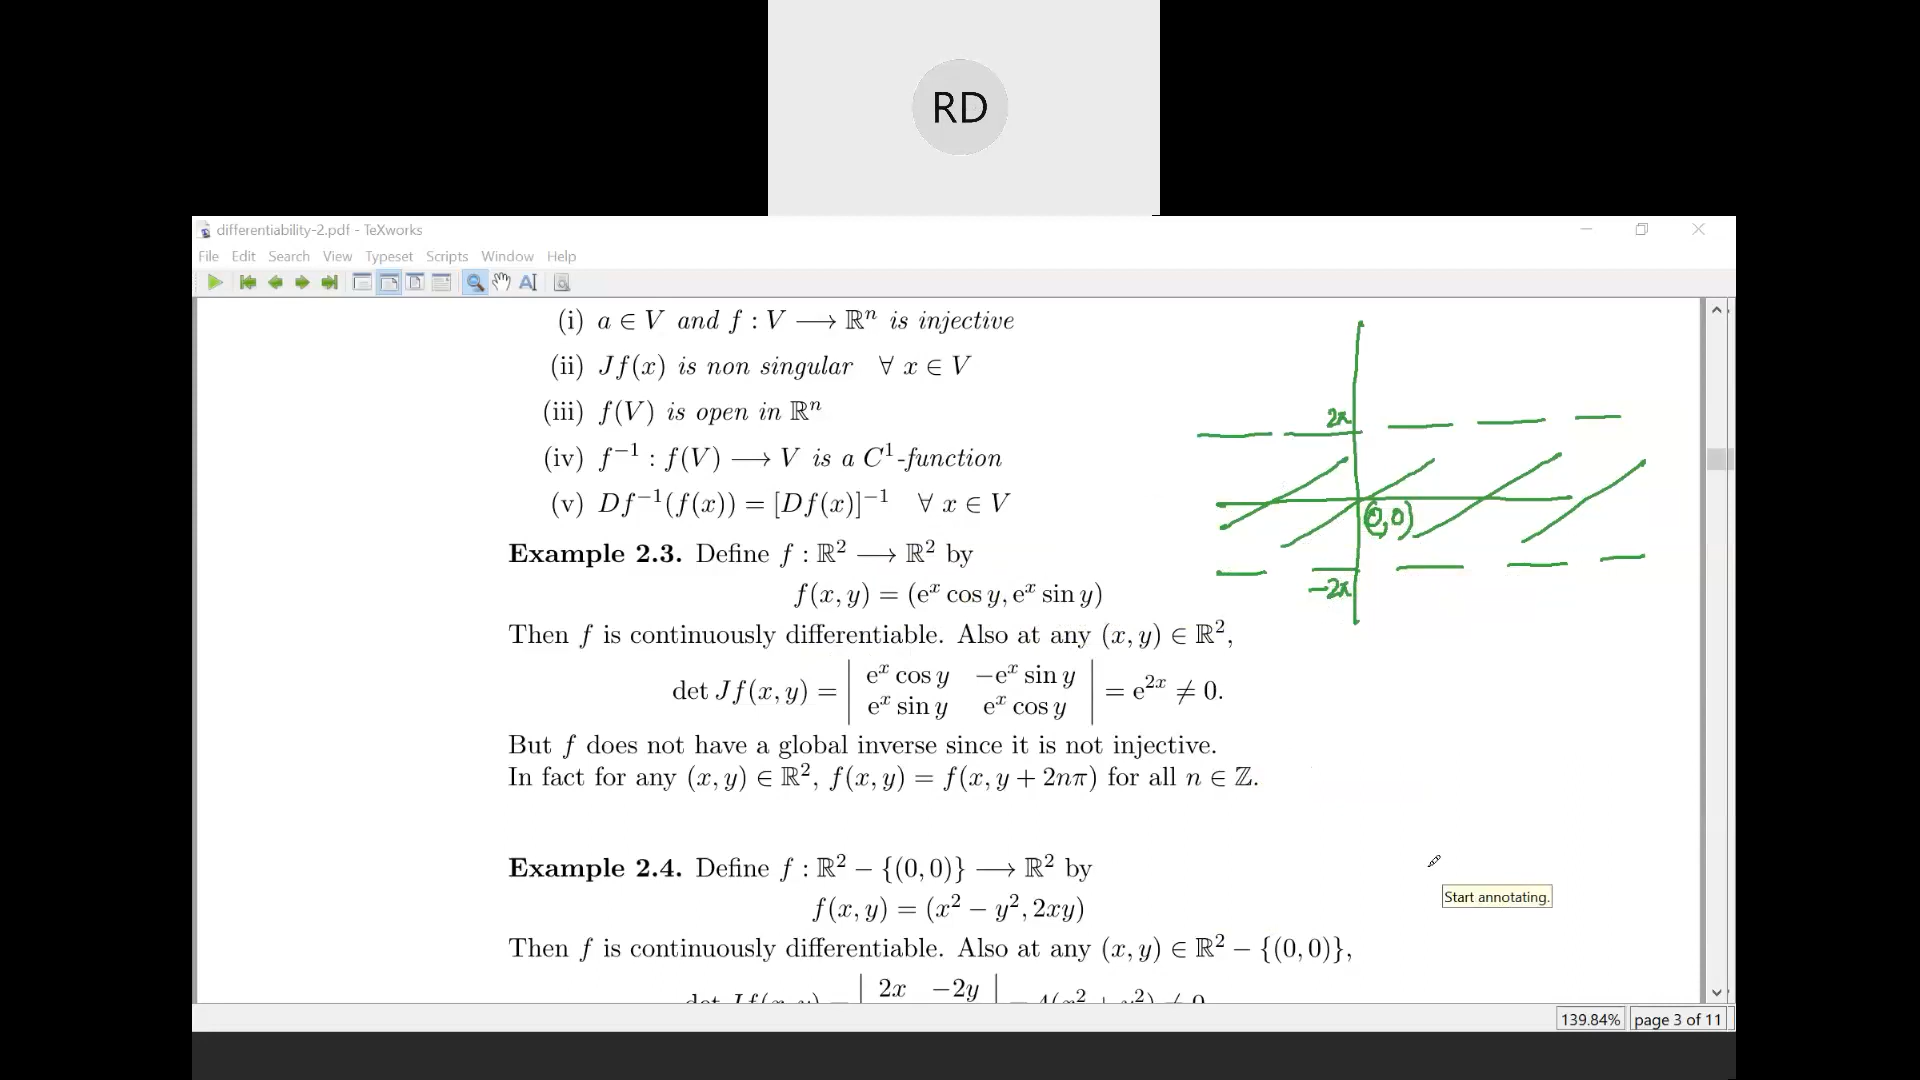 RD
differentiability-2.pdf - TeXworks
File Edit Search View Typeset Scripts Window Help
(i) a ∈ V and f : V ⟶ ℝⁿ is injective
(ii) Jf(x) is non singular ∀ x ∈ V
(iii) f(V) is open in ℝⁿ
(iv) f⁻¹ : f(V) ⟶ V is a C¹-function
(v) Df⁻¹(f(x)) = [Df(x)]⁻¹ ∀ x ∈ V
2π
(0,0)
-2π
Example 2.3. Define f : ℝ² ⟶ ℝ² by
f(x, y) = (eˣ cos y, eˣ sin y)
Then f is continuously differentiable. Also at any (x, y) ∈ ℝ²,
det Jf(x, y) = | eˣ cos y −eˣ sin y |
| eˣ sin y eˣ cos y | = e²ˣ ≠ 0.
But f does not have a global inverse since it is not injective.
In fact for any (x, y) ∈ ℝ², f(x, y) = f(x, y + 2nπ) for all n ∈ ℤ.
Example 2.4. Define f : ℝ² − {(0, 0)} ⟶ ℝ² by
Start annotating.
f(x, y) = (x² − y², 2xy)
Then f is continuously differentiable. Also at any (x, y) ∈ ℝ² − {(0, 0)},
| 2x −2y |
139.84% page 3 of 11